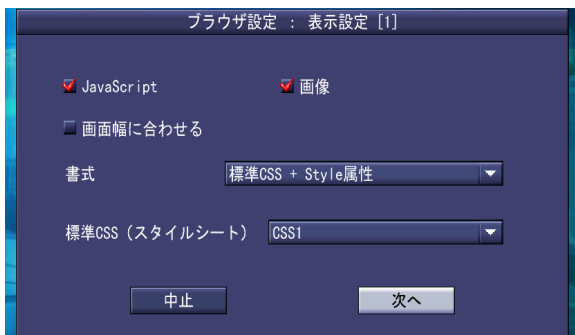 ブラウザ設定 : 表示設定 [1]
JavaScript 画像
画面幅に合わせる
書式 標準CSS + Style属性
標準CSS (スタイルシート) CSS1
中止 次へ